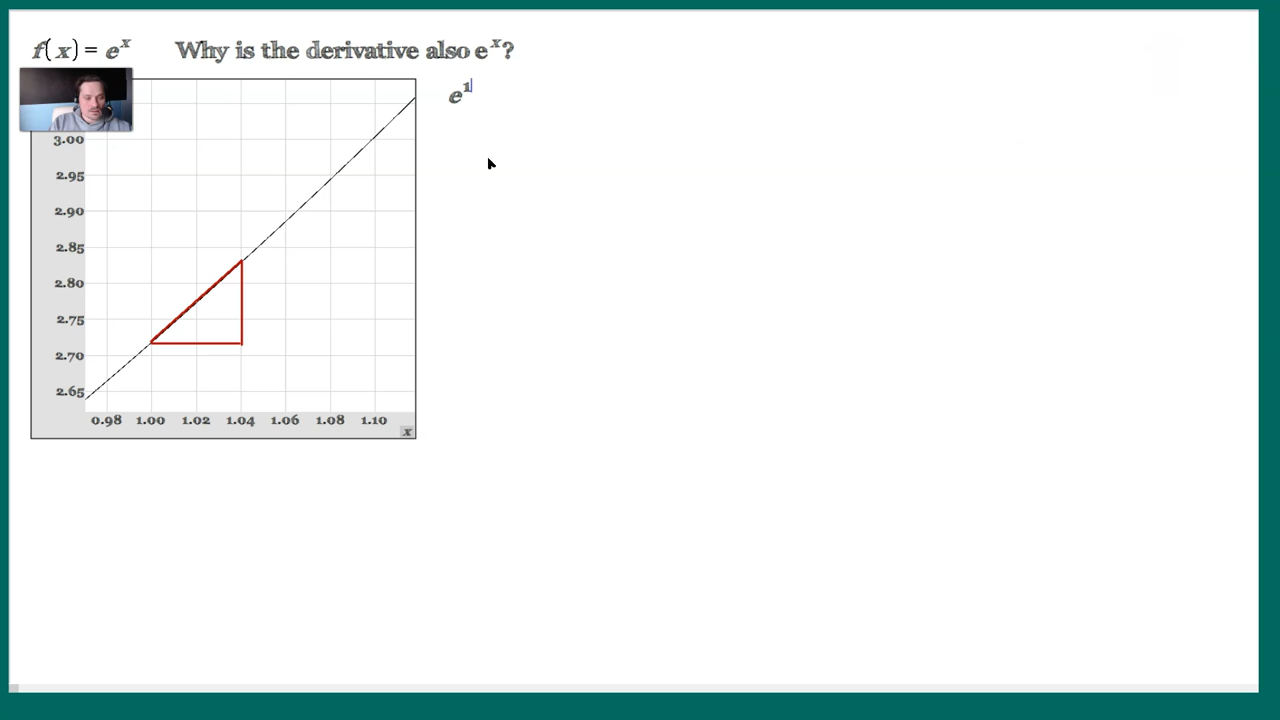 f(x) = e^x Why is the derivative also e^x?
e^1
3.00
2.95
2.90
2.85
2.80
2.75
2.70
2.65
0.98 1.00 1.02 1.04 1.06 1.08 1.10
x